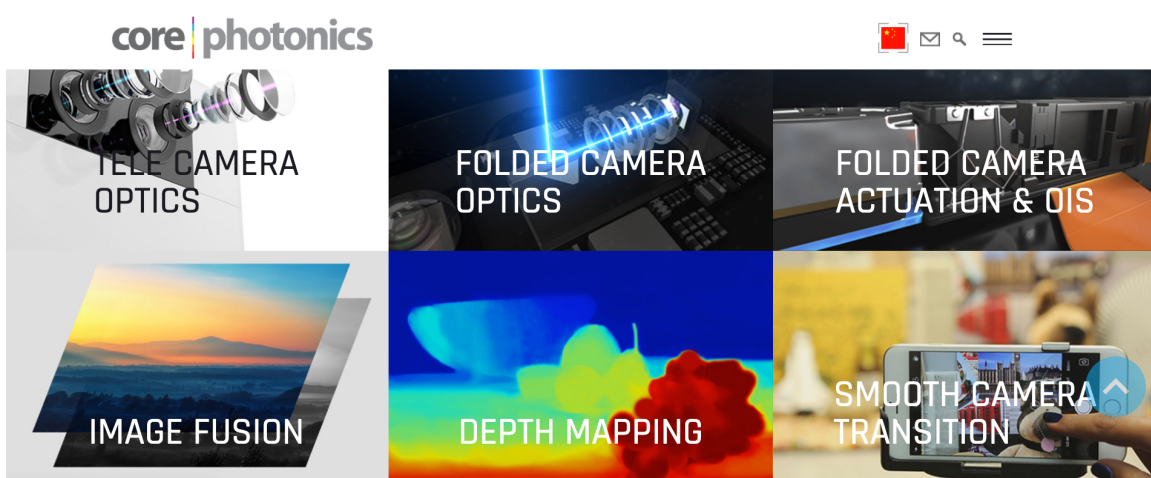 core photonics
TELE CAMERA
OPTICS
FOLDED CAMERA
OPTICS
FOLDED CAMERA
ACTUATION & OIS
IMAGE FUSION
DEPTH MAPPING
SMOOTH CAMERA
TRANSITION